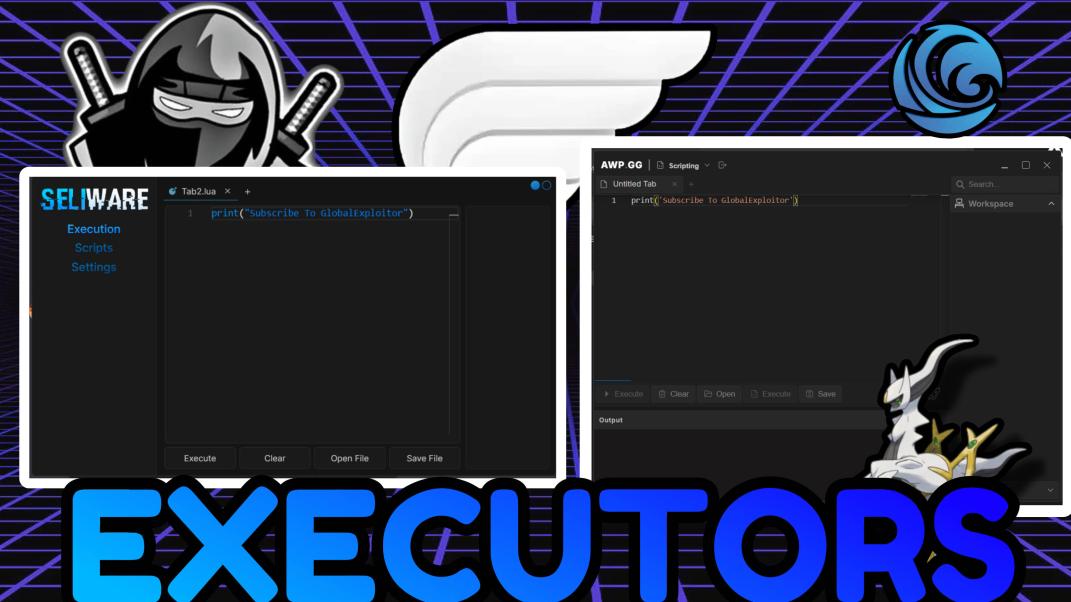 SELIWARE
Execution
Scripts
Settings
Tab2.lua × +
1 print("Subscribe To GlobalExploitor")
Execute Clear Open File Save File
AWP.GG | Scripting
Untitled Tab × +
1 print('Subscribe To GlobalExploitor')
Search...
Workspace
Execute Clear Open Execute Save
Output
EXECUTORS